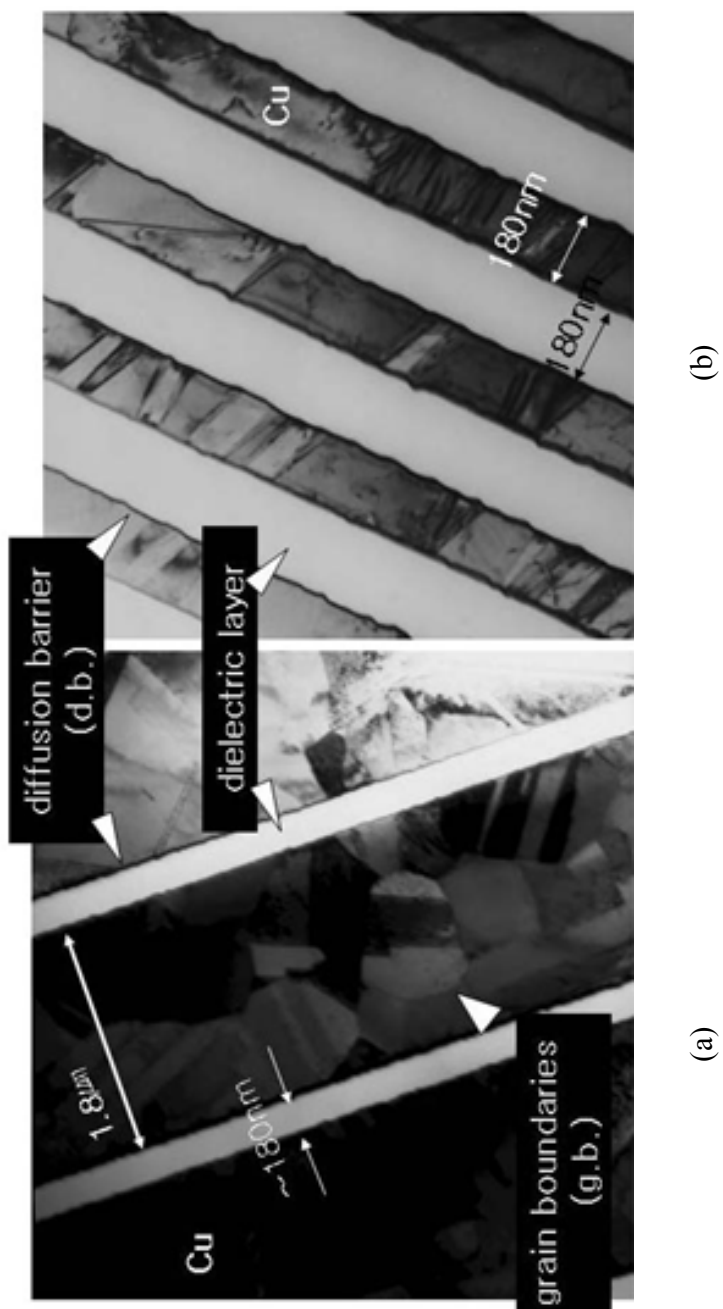 diffusion barrier
(d.b.)
dielectric layer
1.8㎛
Cu
~180nm
grain boundaries
(g.b.)
Cu
180nm
180nm
(a)
(b)